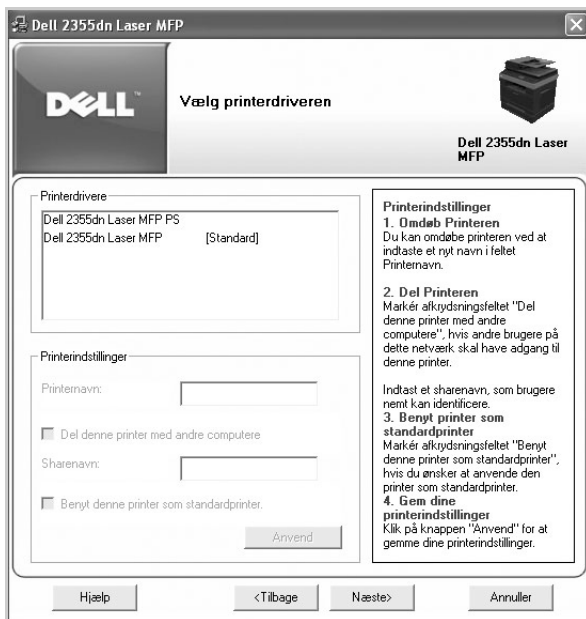 Dell 2355dn Laser MFP
DELL™
Vælg printerdriveren
Dell 2355dn Laser
MFP
Printerdrivere
Dell 2355dn Laser MFP PS
Dell 2355dn Laser MFP [Standard]
Printerindstillinger
Printernavn:
Del denne printer med andre computere
Sharenavn:
Benyt denne printer som standardprinter.
Anvend
Printerindstillinger
1. Omdøb Printeren
Du kan omdøbe printeren ved at
indtaste et nyt navn i feltet
Printernavn.
2. Del Printeren
Markér afkrydsningsfeltet "Del
denne printer med andre
computere", hvis andre brugere på
dette netværk skal have adgang til
denne printer.
Indtast et sharenavn, som brugere
nemt kan identificere.
3. Benyt printer som
standardprinter
Markér afkrydsningsfeltet "Benyt
denne printer som standardprinter",
hvis du ønsker at anvende den
printer som standardprinter.
4. Gem dine
printerindstillinger
Klik på knappen "Anvend" for at
gemme dine printerindstillinger.
Hjælp
<Tilbage
Næste>
Annuller